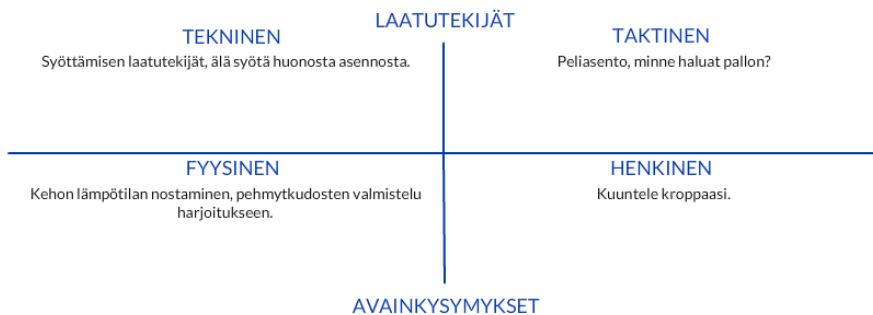 LAATUTEKIJÄT
TEKNINEN
Syöttämisen laatutekijät, älä syötä huonosta asennosta.
TAKTINEN
Peliasento, minne haluat pallon?
FYYSINEN
Kehon lämpötilan nostaminen, pehmytkudosten valmistelu
harjoitukseen.
HENKINEN
Kuuntele kroppaasi.
AVAINKYSYMYKSET